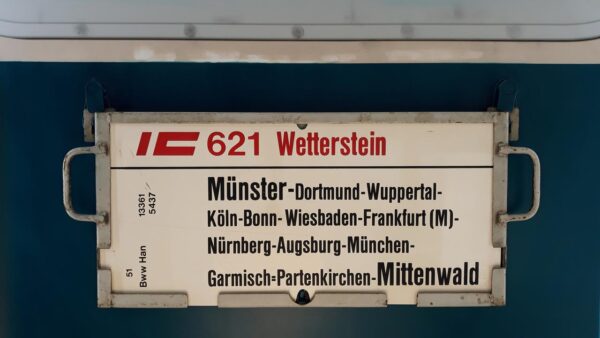 IC 621 Wetterstein
Münster-Dortmund-Wuppertal-
Köln-Bonn-Wiesbaden-Frankfurt (M)-
Nürnberg-Augsburg-München-
Garmisch-Partenkirchen-Mittenwald
13361
5437
51
Bww Han